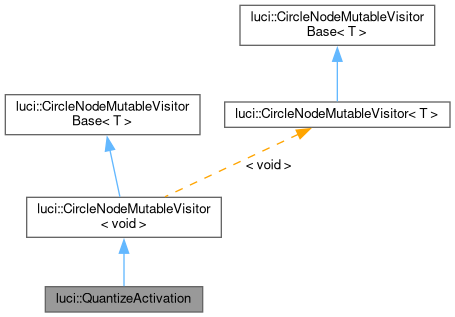 luci::CircleNodeMutableVisitor
Base< T >
luci::CircleNodeMutableVisitor
Base< T >
luci::CircleNodeMutableVisitor< T >
< void >
luci::CircleNodeMutableVisitor
< void >
luci::QuantizeActivation